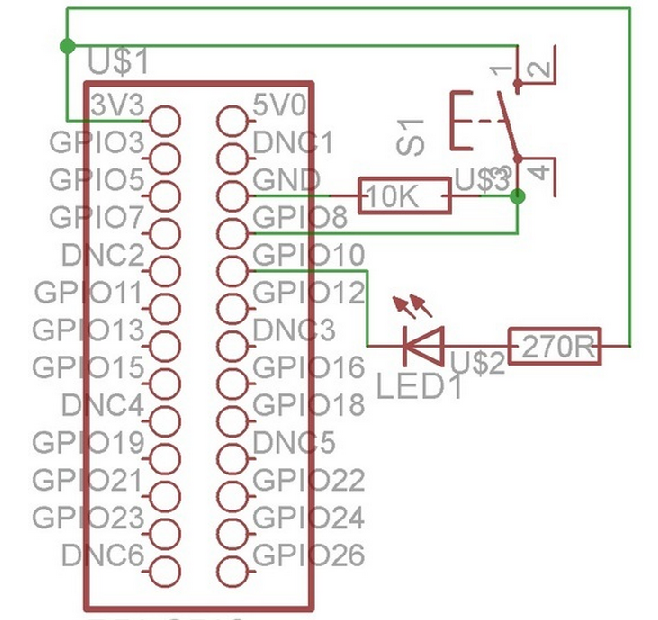 U$1
3V3 5V0
GPIO3 DNC1
GPIO5 GND
GPIO7 GPIO8
DNC2 GPIO10
GPIO11 GPIO12
GPIO13 DNC3
GPIO15 GPIO16
DNC4 GPIO18
GPIO19 DNC5
GPIO21 GPIO22
GPIO23 GPIO24
DNC6 GPIO26
S1
1
2
3
4
10K
U$3
270R
U$2
LED1